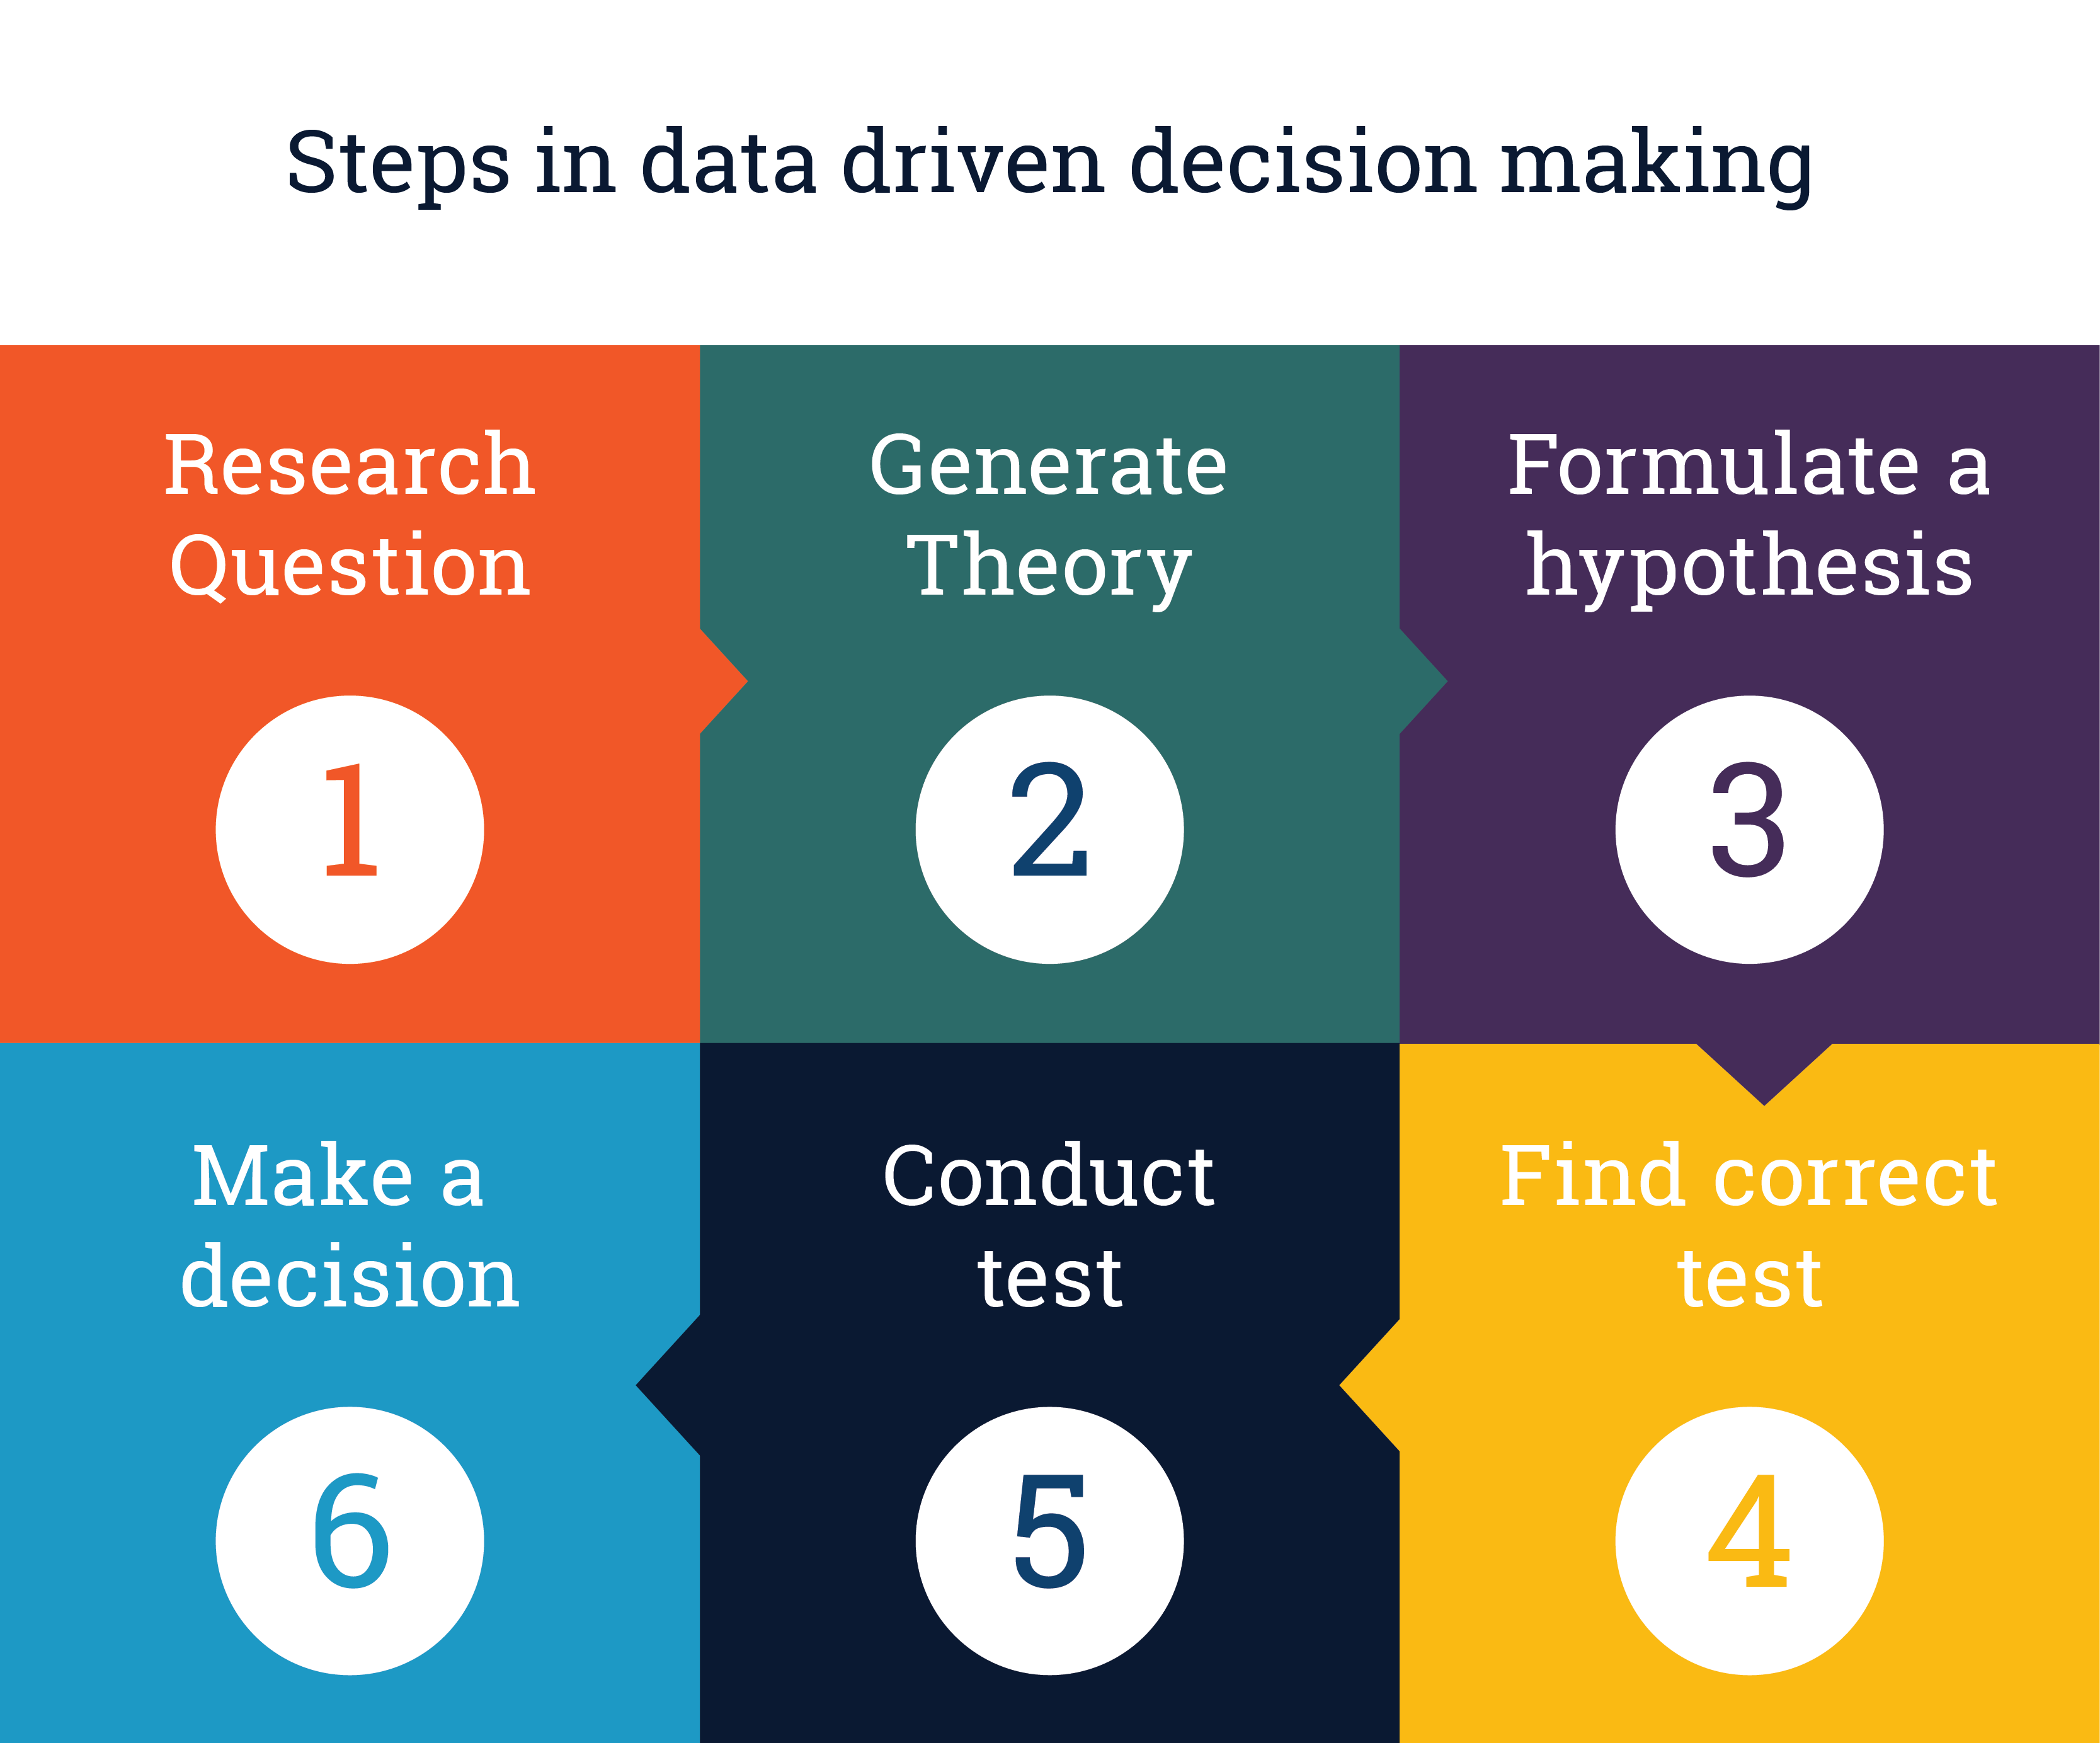 Steps in data driven decision making
Research
Question
1
Generate
Theory
2
Formulate a
hypothesis
3
Find correct
test
4
Conduct
test
5
Make a
decision
6